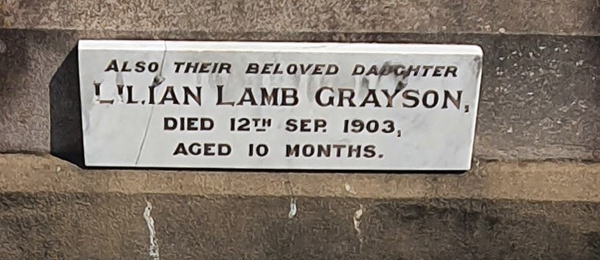 ALSO THEIR BELOVED DAUGHTER
LILIAN LAMB GRAYSON,
DIED 12TH SEP. 1903,
AGED 10 MONTHS.